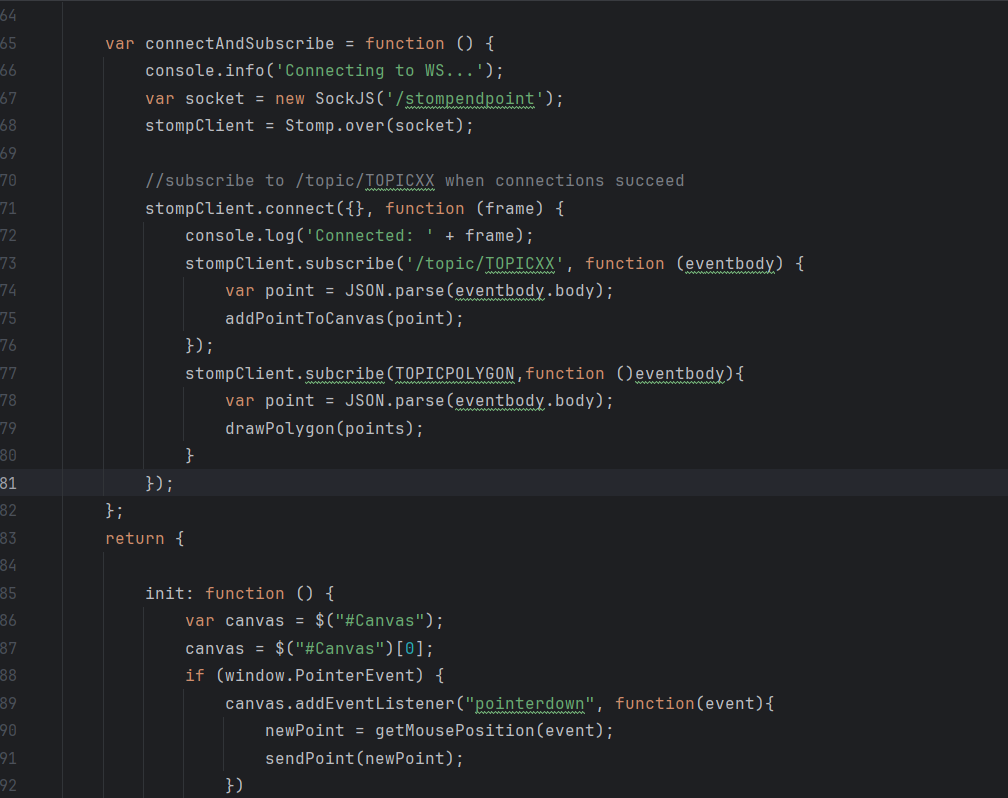 64
65 var connectAndSubscribe = function () {
66 console.info('Connecting to WS...');
67 var socket = new SockJS('/stompendpoint');
68 stompClient = Stomp.over(socket);
69
70 //subscribe to /topic/TOPICXX when connections succeed
71 stompClient.connect({}, function (frame) {
72 console.log('Connected: ' + frame);
73 stompClient.subscribe('/topic/TOPICXX', function (eventbody) {
74 var point = JSON.parse(eventbody.body);
75 addPointToCanvas(point);
76 });
77 stompClient.subcribe(TOPICPOLYGON,function ()eventbody){
78 var point = JSON.parse(eventbody.body);
79 drawPolygon(points);
80 }
81 });
82 };
83 return {
84
85 init: function () {
86 var canvas = $("#Canvas");
87 canvas = $("#Canvas")[0];
88 if (window.PointerEvent) {
89 canvas.addEventListener("pointerdown", function(event){
90 newPoint = getMousePosition(event);
91 sendPoint(newPoint);
92 })